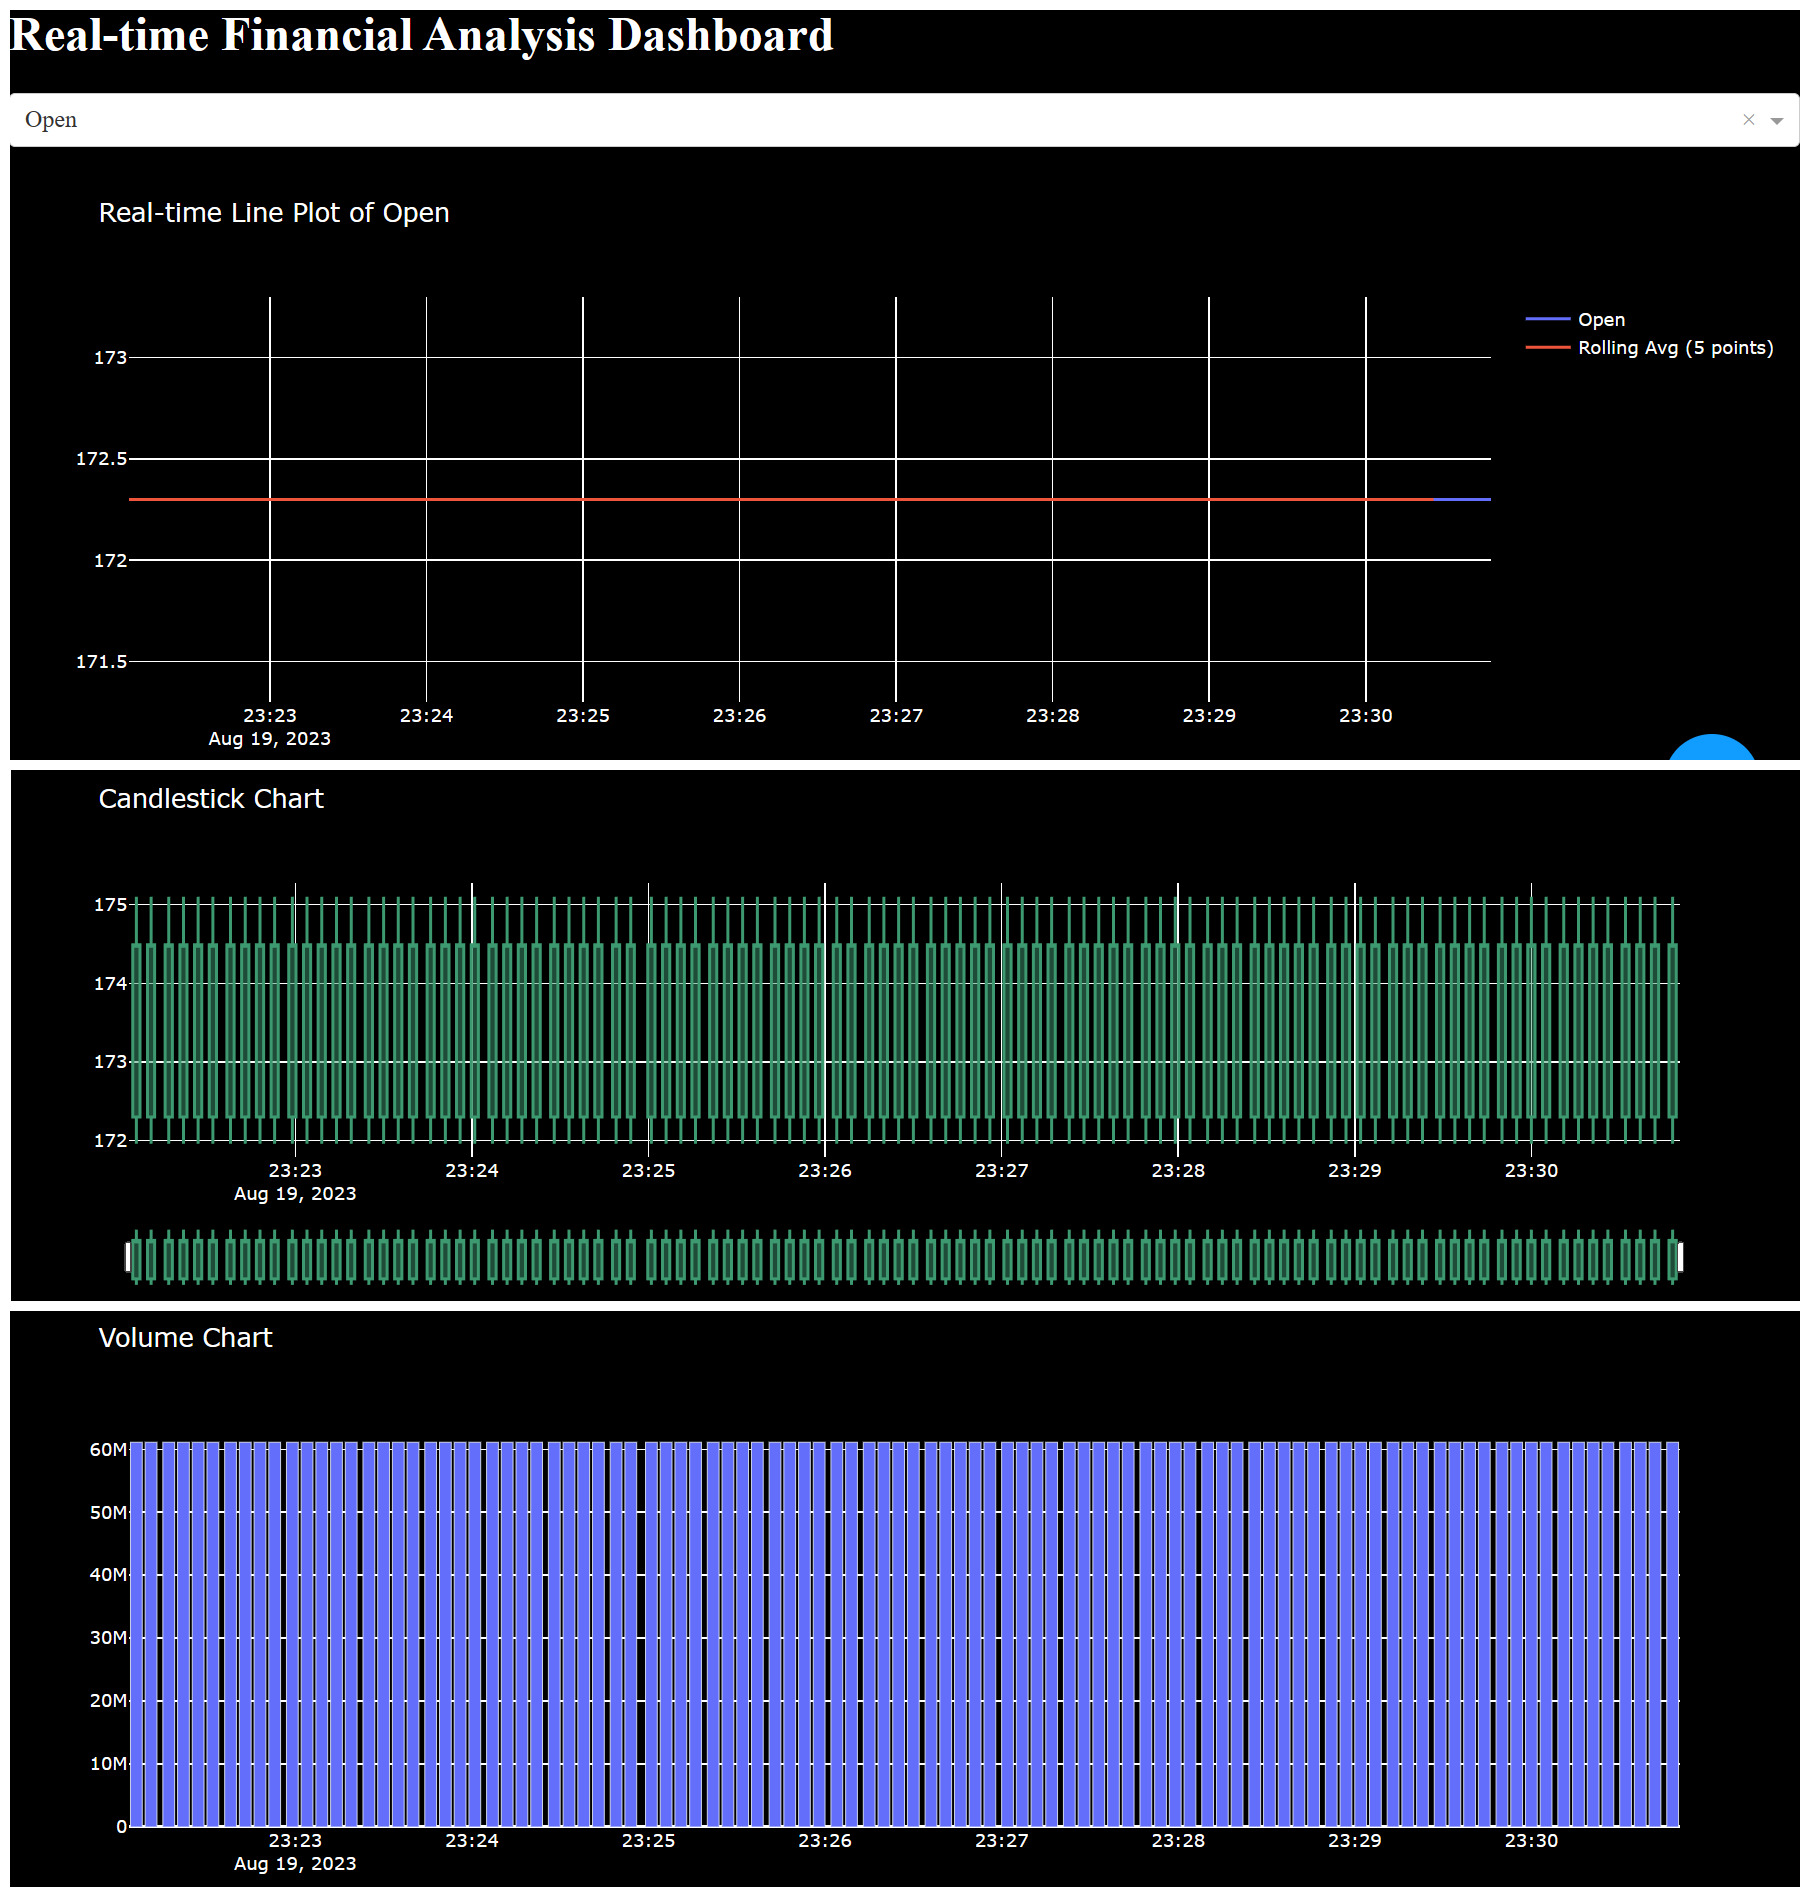 Real-time Financial Analysis Dashboard
Open
×
Real-time Line Plot of Open
Open
Rolling Avg (5 points)
173
172.5
172
171.5
23:23 23:24 23:25 23:26 23:27 23:28 23:29 23:30
Aug 19, 2023
Candlestick Chart
175
174
173
172
23:23 23:24 23:25 23:26 23:27 23:28 23:29 23:30
Aug 19, 2023
Volume Chart
60M
50M
40M
30M
20M
10M
0
23:23 23:24 23:25 23:26 23:27 23:28 23:29 23:30
Aug 19, 2023